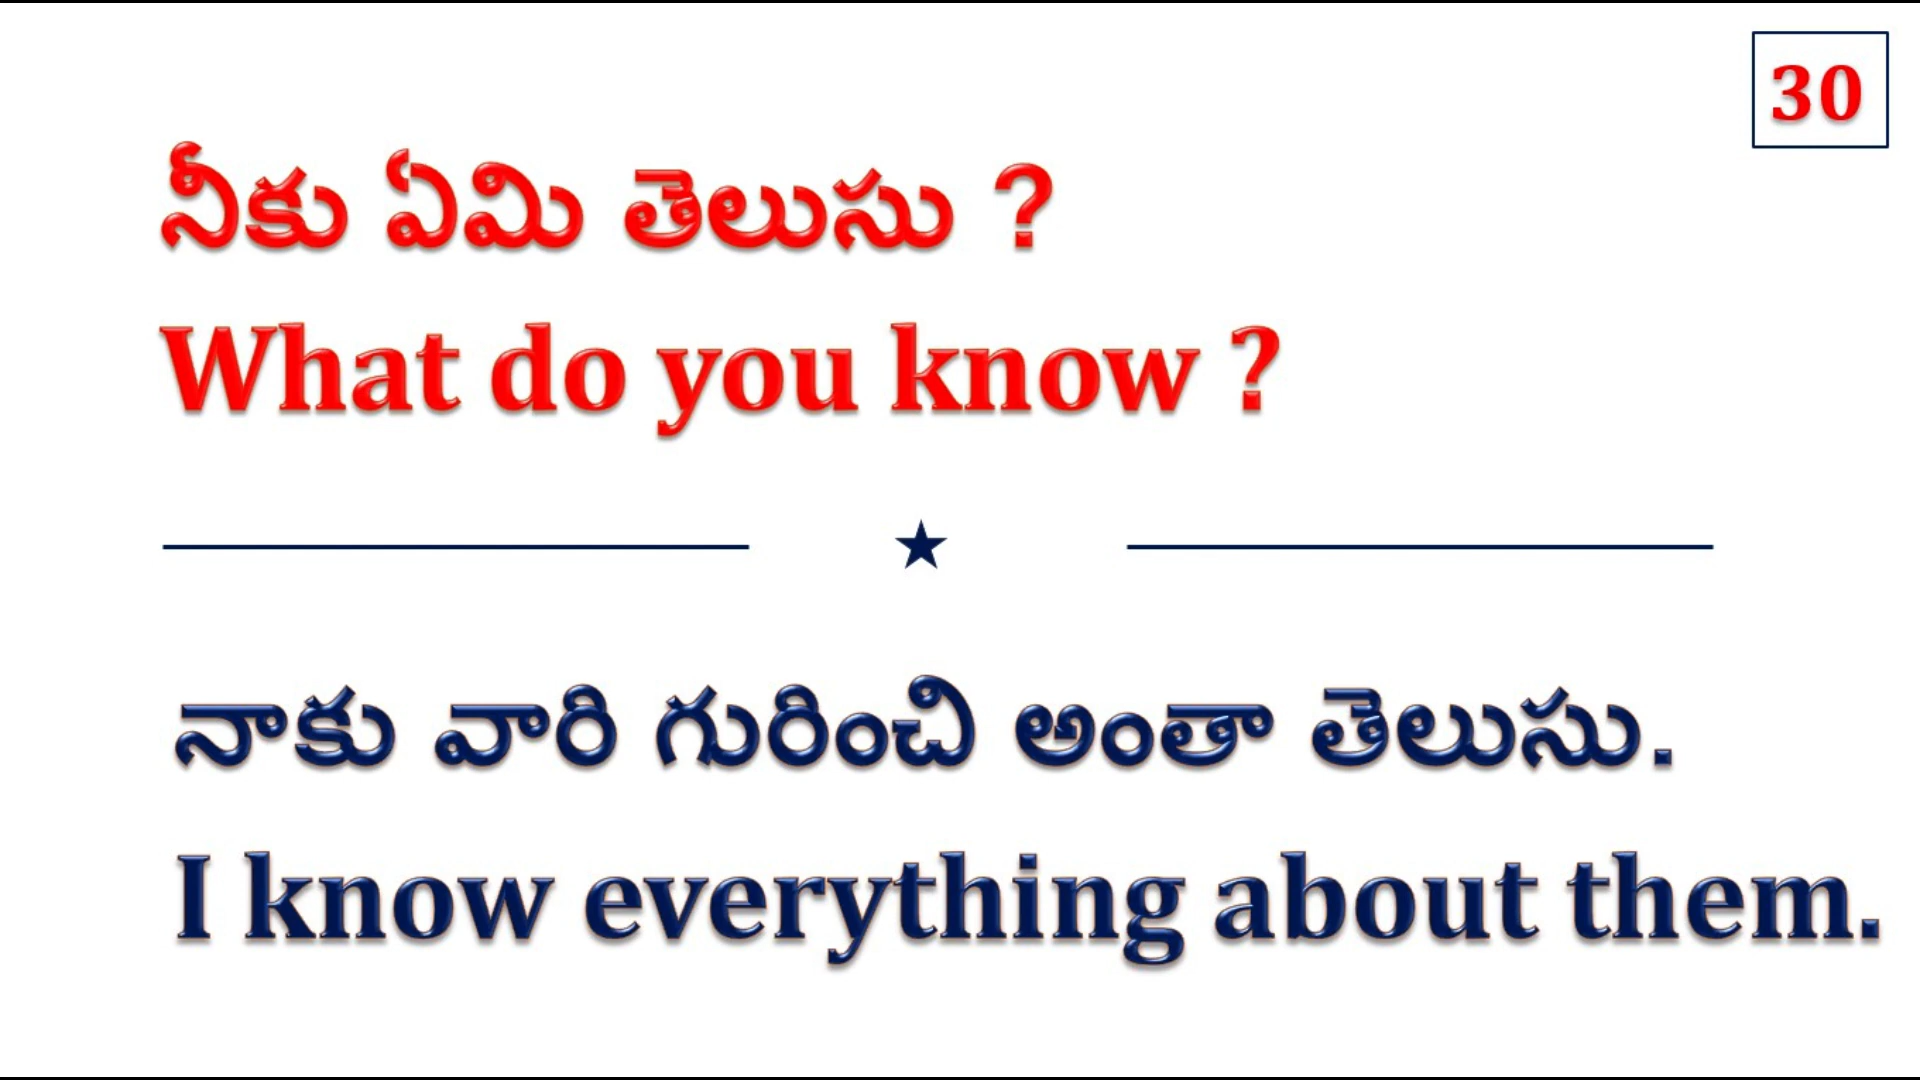 30
నీకు ఏమి తెలుసు ?
What do you know ?
నాకు వారి గురించి అంతా తెలుసు.
I know everything about them.